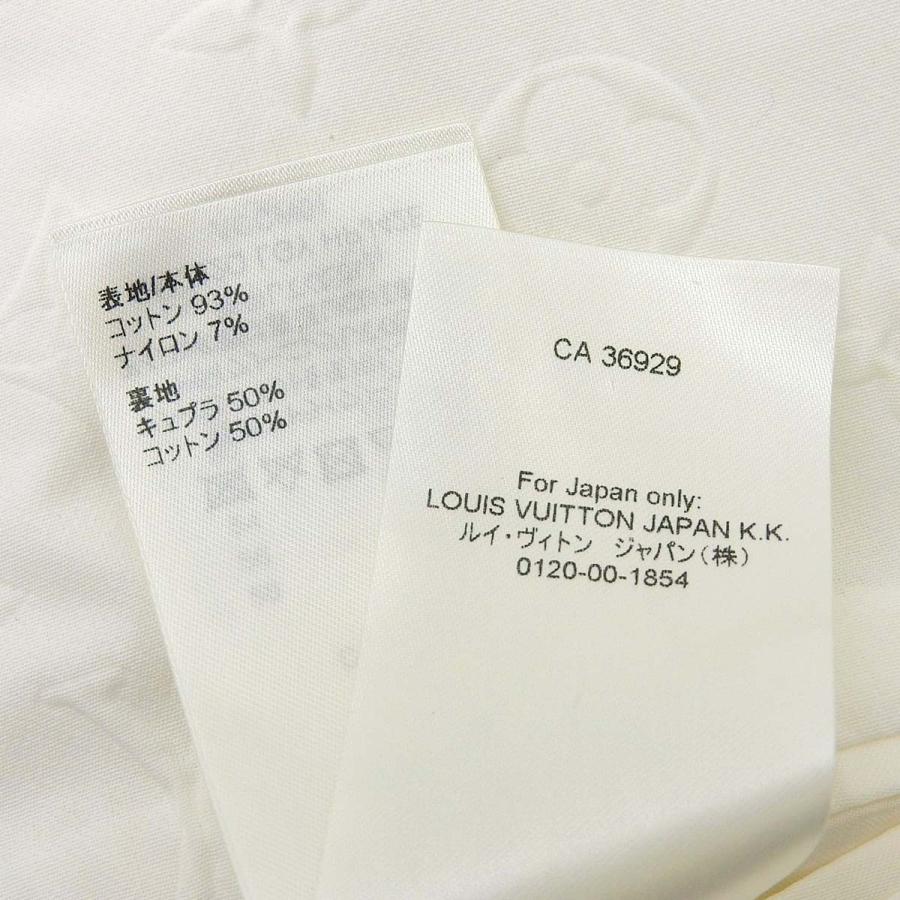 表地/本体
コットン 93%
ナイロン 7%
裏地
キュプラ 50%
コットン 50%
CA 36929
For Japan only:
LOUIS VUITTON JAPAN K.K.
ルイ・ヴィトン ジャパン(株)
0120-00-1854